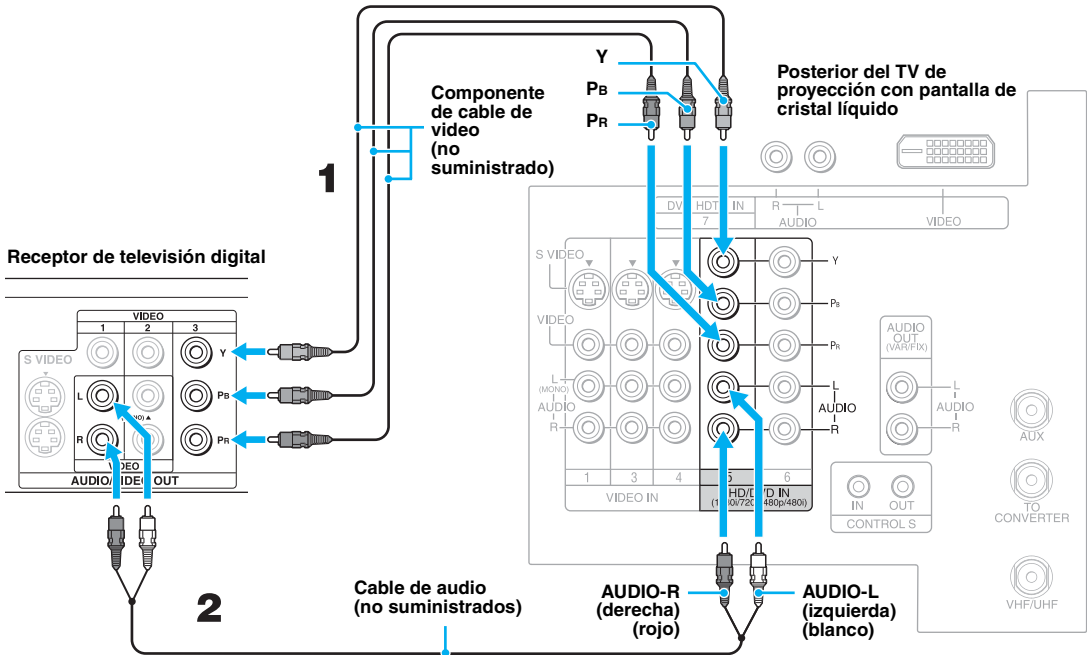 Y
PB
PR
Componente
de cable de
video
(no
suministrado)
Posterior del TV de
proyección con pantalla de
cristal líquido
1
R
L
AUDIO
VIDEO
7
Receptor de televisión digital
VIDEO
1
2
3
S VIDEO
Y
PB
PR
L
R
AUDIO/VIDEO OUT
S VIDEO
VIDEO
L
(MONO)
AUDIO
R
Y
PB
PR
L
AUDIO
R
1
3
4
5
6
VIDEO IN
HD/DVD IN
AUDIO
OUT
(VAR/FIX)
L
AUDIO
R
IN
OUT
CONTROL S
AUX
TO
CONVERTER
VHF/UHF
2
Cable de audio
(no suministrados)
AUDIO-R
(derecha)
(rojo)
AUDIO-L
(izquierda)
(blanco)